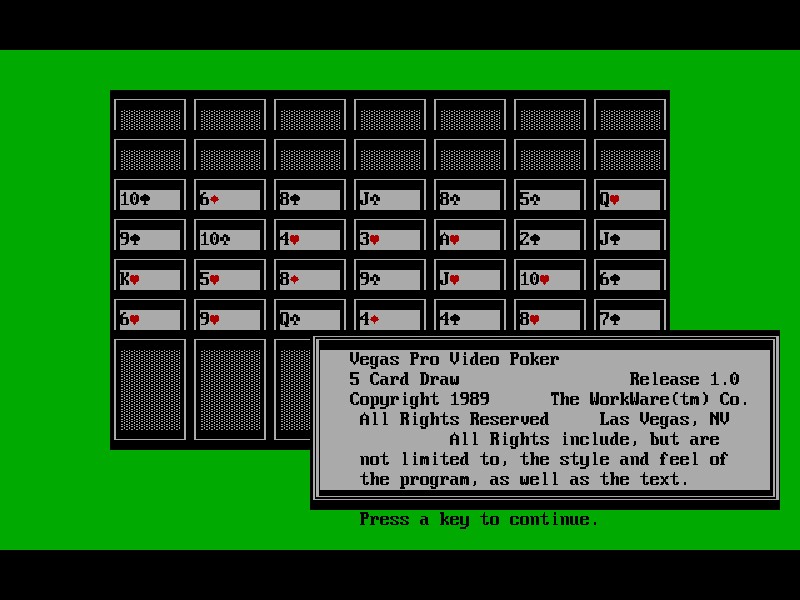 10♠ 6♦ 8♠ J♣ 8♣ 5♣ Q♥
9♠ 10♣ 4♥ 3♥ A♥ 2♠ J♠
K♥ 5♥ 8♦ 9♣ J♥ 10♥ 6♠
6♥ 9♥ Q♣ 4♦ 4♠ 8♥ 7♠
Vegas Pro Video Poker
5 Card Draw Release 1.0
Copyright 1989 The WorkWare(tm) Co.
All Rights Reserved Las Vegas, NV
All Rights include, but are
not limited to, the style and feel of
the program, as well as the text.
Press a key to continue.